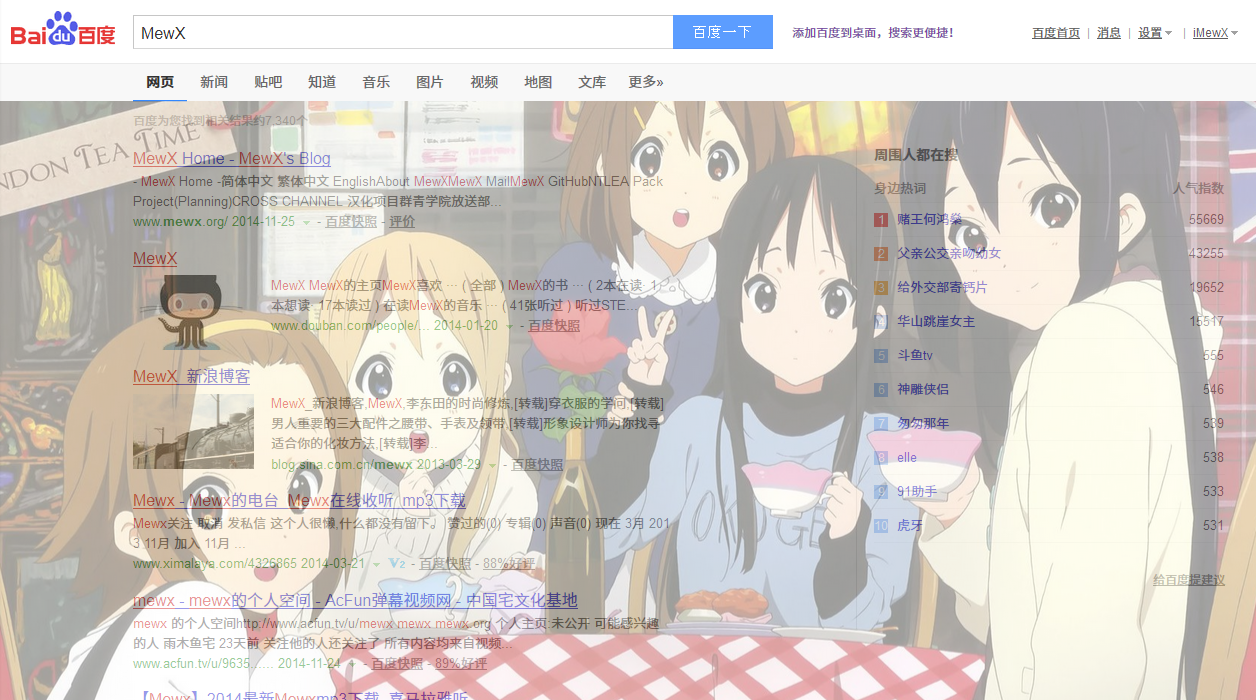 Bai du 百度
MewX
百度一下
添加百度到桌面，搜索更便捷！
百度首页 | 消息 | 设置 | iMewX
网页 新闻 贴吧 知道 音乐 图片 视频 地图 文库 更多»
百度为您找到相关结果约7,340个
NDON TEA TIME
MewX Home - MewX's Blog
- MewX Home -简体中文 繁体中文 EnglishAbout MewXMewX MailMewX GitHubNTLEA Pack
Project(Planning)CROSS CHANNEL 汉化项目群青学院放送部...
www.mewx.org/ 2014-11-25 - 百度快照 - 评价
MewX
MewX MewX的主页MewX喜欢 ··· ( 全部 ) MewX的书 ··· ( 2本在读· 1
本想读· 17本读过 ) 在读MewX的音乐 ··· ( 41张听过 ) 听过STE...
www.douban.com/people/... 2014-01-20 - 百度快照
MewX_新浪博客
MewX_新浪博客,MewX,李东田的时尚修炼,[转载]穿衣服的学问,[转载]
男人重要的三大配件之腰带、手表及领带,[转载]形象设计师为你找寻
适合你的化妆方法,[转载]李...
blog.sina.com.cn/mewx 2013-03-29 - 百度快照
Mewx - Mewx的电台_Mewx在线收听_mp3下载
Mewx关注 取消 发私信 这个人很懒,什么都没有留下。 赞过的(0) 专辑(0) 声音(0) 现在 3月 201
3 11月 加入 11月 ...
www.ximalaya.com/4326865 2014-03-21 V2 - 百度快照 - 88%好评
mewx - mewx的个人空间 - AcFun弹幕视频网 - 中国宅文化基地
mewx 的个人空间http://www.acfun.tv/u/mewx mewx mewx.org 个人主页:未公开 可能感兴趣
的人 雨木鱼宅 23天前 关注他的人还关注了 所有内容均来自视频...
www.acfun.tv/u/9635...... 2014-11-21 - 百度快照 - 89%好评
【Mewx】2014最新Mewxmp3下载_喜马拉雅听
周围人都在搜
身边热词 人气指数
1 赌王何鸿燊 55669
2 父亲公交亲吻幼女 43255
3 给外交部寄钙片 19652
4 华山跳崖女主 15517
5 斗鱼tv 555
6 神雕侠侣 546
7 匆匆那年 539
8 elle 538
9 91助手 533
10 虎牙 531
给百度提建议